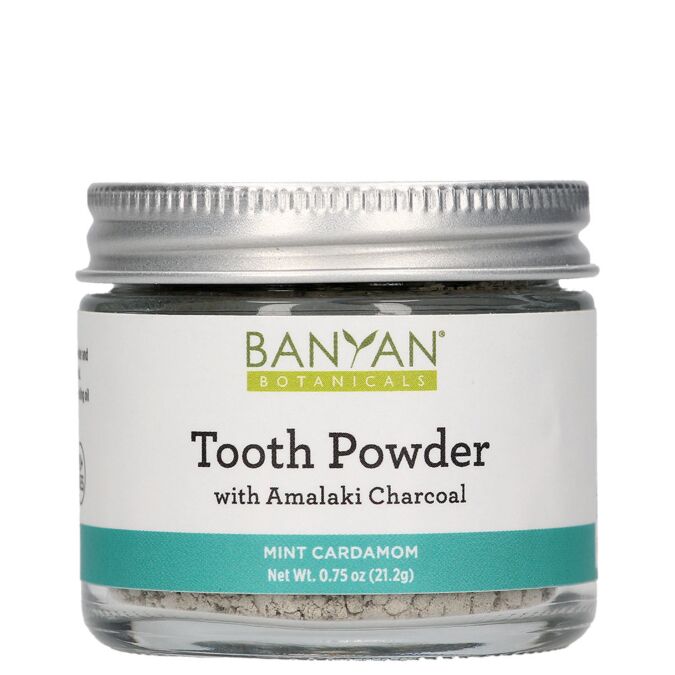 BANYAN®
BOTANICALS
Tooth Powder
with Amalaki Charcoal
MINT CARDAMOM
Net Wt. 0.75 oz (21.2g)